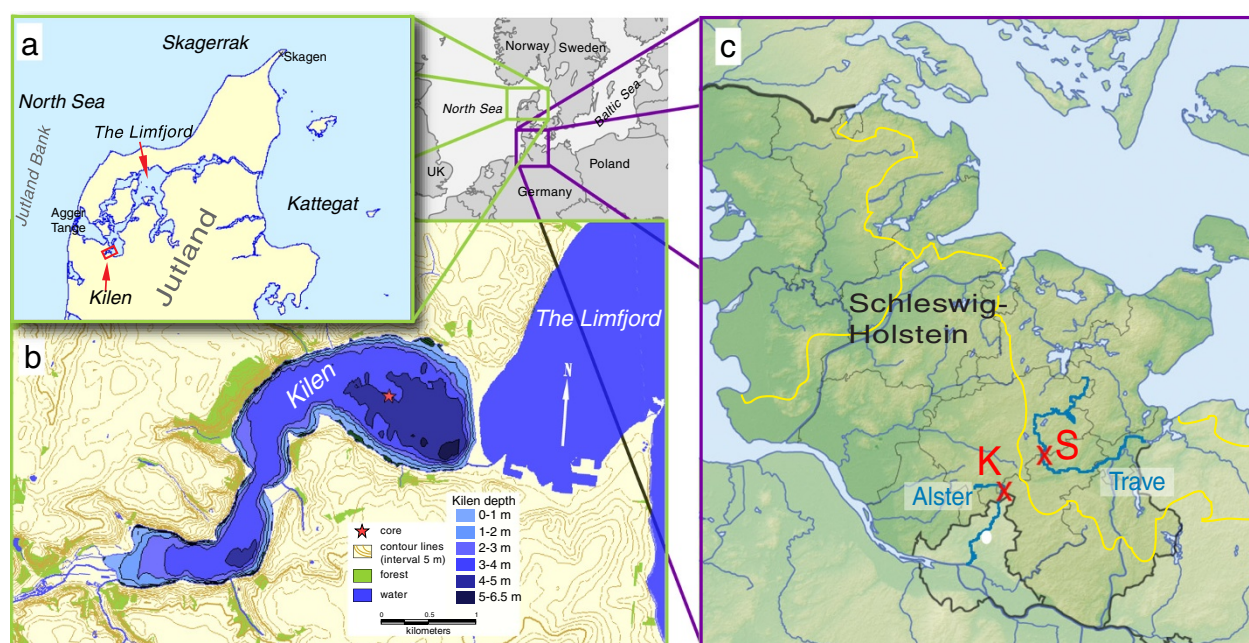 a
Skagerrak
Skagen
North Sea
The Limfjord
Jutland Bank
Agger
Tange
Kattegat
Jutland
Kilen
Norway
Sweden
North Sea
Baltic Sea
UK
Poland
Germany
b
The Limfjord
Kilen
N
core
contour lines
(interval 5 m)
forest
water
0 0.5 1
kilometers
Kilen depth
0-1 m
1-2 m
2-3 m
3-4 m
4-5 m
5-6.5 m
c
Schleswig-
Holstein
K
x
x
S
Alster
Trave